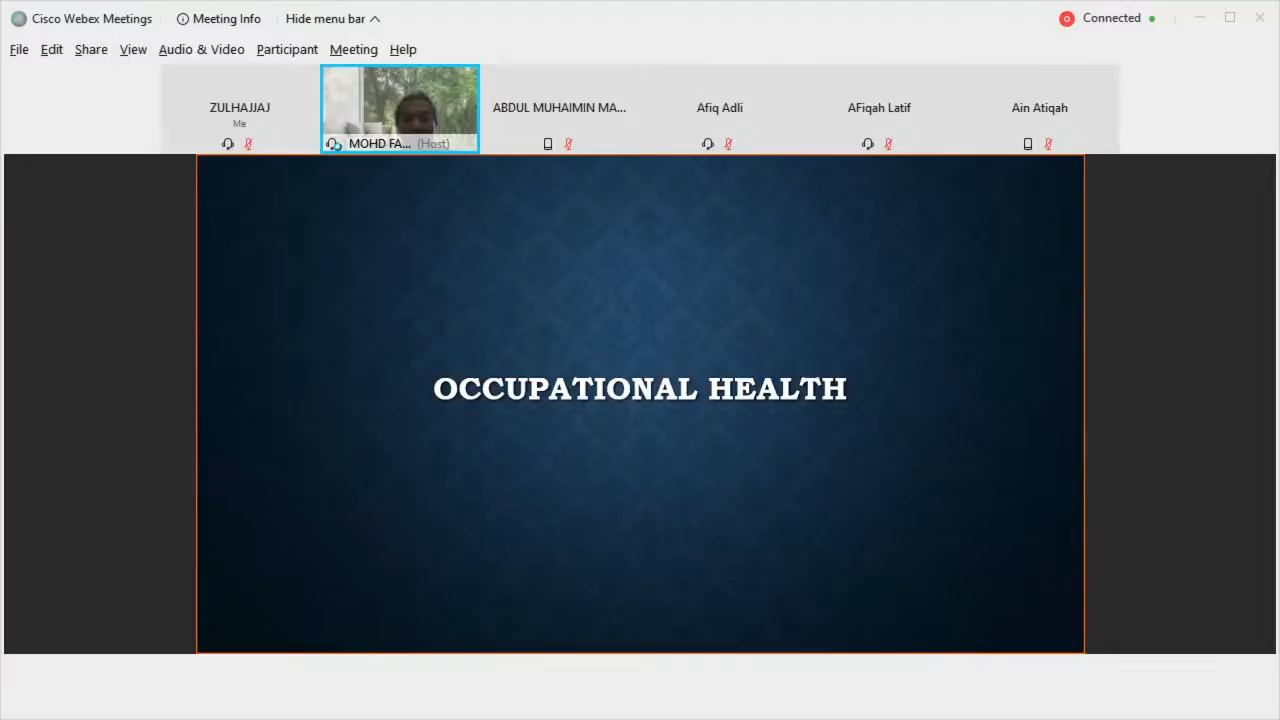 Cisco Webex Meetings
Meeting Info
Hide menu bar
Connected
File Edit Share View Audio & Video Participant Meeting Help
ZULHAJJAJ
Me
MOHD FA... (Host)
ABDUL MUHAIMIN MA...
Afiq Adli
AFiqah Latif
Ain Atiqah
OCCUPATIONAL HEALTH